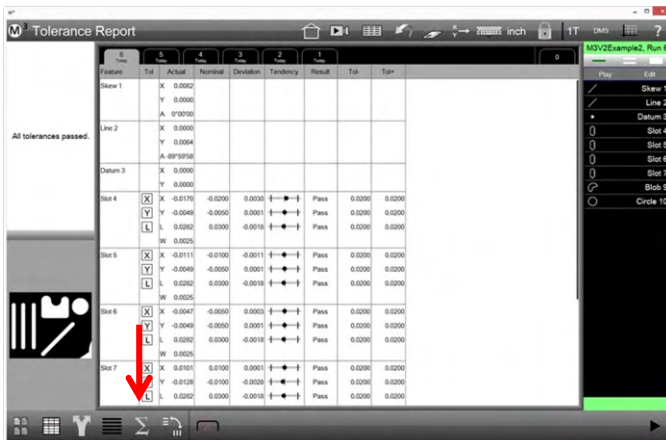 M³ Tolerance Report inch 1T DMS ?
M3V2Example2, Run 6
6 Today 5 Today 4 Today 3 Today 2 Today 1 Today 0
Feature Tol Actual Nominal Deviation Tendency Result Tol- Tol+
Skew 1 X 0.0082
Y 0.0000
A 0°00'00
Line 2 X 0.0000
Y 0.0064
A -89°59'58
Datum 3 X 0.0000
Y 0.0000
Slot 4 X X -0.0170 -0.0200 0.0030 Pass 0.0200 0.0200
Y Y -0.0049 -0.0050 0.0001 Pass 0.0200 0.0200
L L 0.0282 0.0300 -0.0018 Pass 0.0200 0.0200
W 0.0025
Slot 5 X X -0.0111 -0.0100 -0.0011 Pass 0.0200 0.0200
Y Y -0.0049 -0.0050 0.0001 Pass 0.0200 0.0200
L L 0.0282 0.0300 -0.0018 Pass 0.0200 0.0200
W 0.0025
Slot 6 X X -0.0047 -0.0050 0.0003 Pass 0.0200 0.0200
Y Y -0.0049 -0.0050 0.0001 Pass 0.0200 0.0200
L L 0.0282 0.0300 -0.0018 Pass 0.0200 0.0200
W 0.0025
Slot 7 X X 0.0101 0.0100 0.0001 Pass 0.0200 0.0200
Y -0.0128 -0.0100 -0.0028 Pass 0.0200 0.0200
L L 0.0282 0.0300 -0.0018 Pass 0.0200 0.0200
All tolerances passed.
Play Edit
Skew 1
Line 2
Datum 3
Slot 4
Slot 5
Slot 6
Slot 7
Blob 9
Circle 10